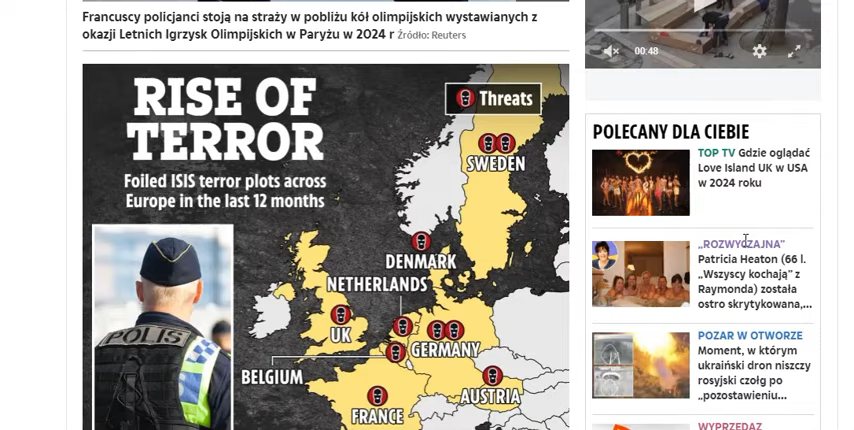 Francuscy policjanci stoją na straży w pobliżu kół olimpijskich wystawianych z
okazji Letnich Igrzysk Olimpijskich w Paryżu w 2024 r Źródło: Reuters
RISE OF
TERROR
Foiled ISIS terror plots across
Europe in the last 12 months
Threats
SWEDEN
DENMARK
NETHERLANDS
UK
GERMANY
BELGIUM
AUSTRIA
FRANCE
POLIS
00:48
POLECANY DLA CIEBIE
TOP TV Gdzie oglądać
Love Island UK w USA
w 2024 roku
„ROZWYCZAJNA”
Patricia Heaton (66 l.
„Wszyscy kochają” z
Raymonda) została
ostro skrytykowana,...
POZAR W OTWORZE
Moment, w którym
ukraiński dron niszczy
rosyjski czołg po
„pozostawieniu...
WYPRZEDAZ